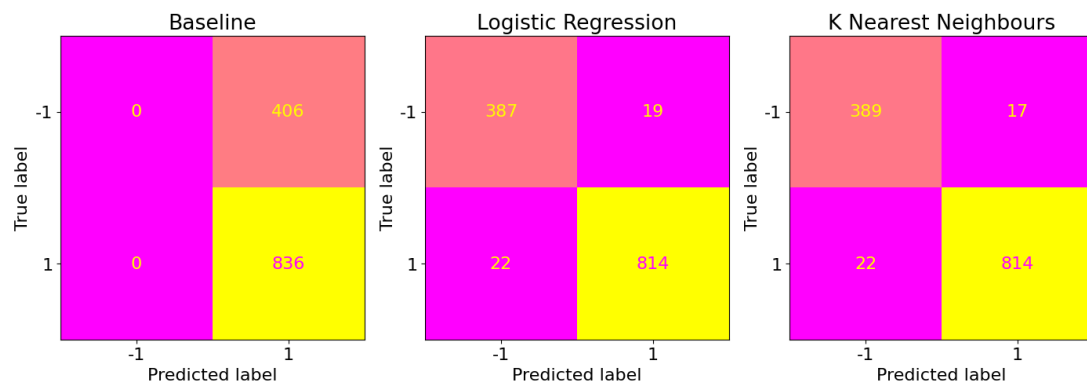 Baseline
Logistic Regression
K Nearest Neighbours
True label
-1
0
406
1
0
836
-1
1
Predicted label
True label
-1
387
19
1
22
814
-1
1
Predicted label
True label
-1
389
17
1
22
814
-1
1
Predicted label